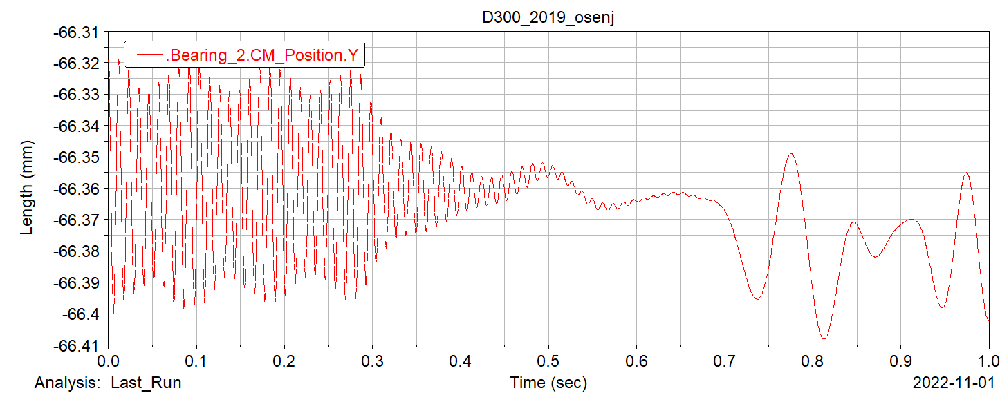 D300_2019_osenj
-66.31
-66.32
-66.33
-66.34
-66.35
-66.36
-66.37
-66.38
-66.39
-66.4
-66.41
.Bearing_2.CM_Position.Y
Length (mm)
0.0 0.1 0.2 0.3 0.4 0.5 0.6 0.7 0.8 0.9 1.0
Analysis: Last_Run Time (sec) 2022-11-01